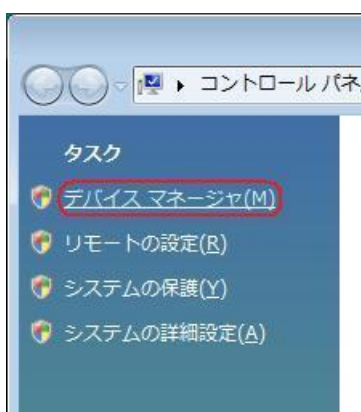 コントロール パネ
タスク
デバイス マネージャ(M)
リモートの設定(R)
システムの保護(Y)
システムの詳細設定(A)